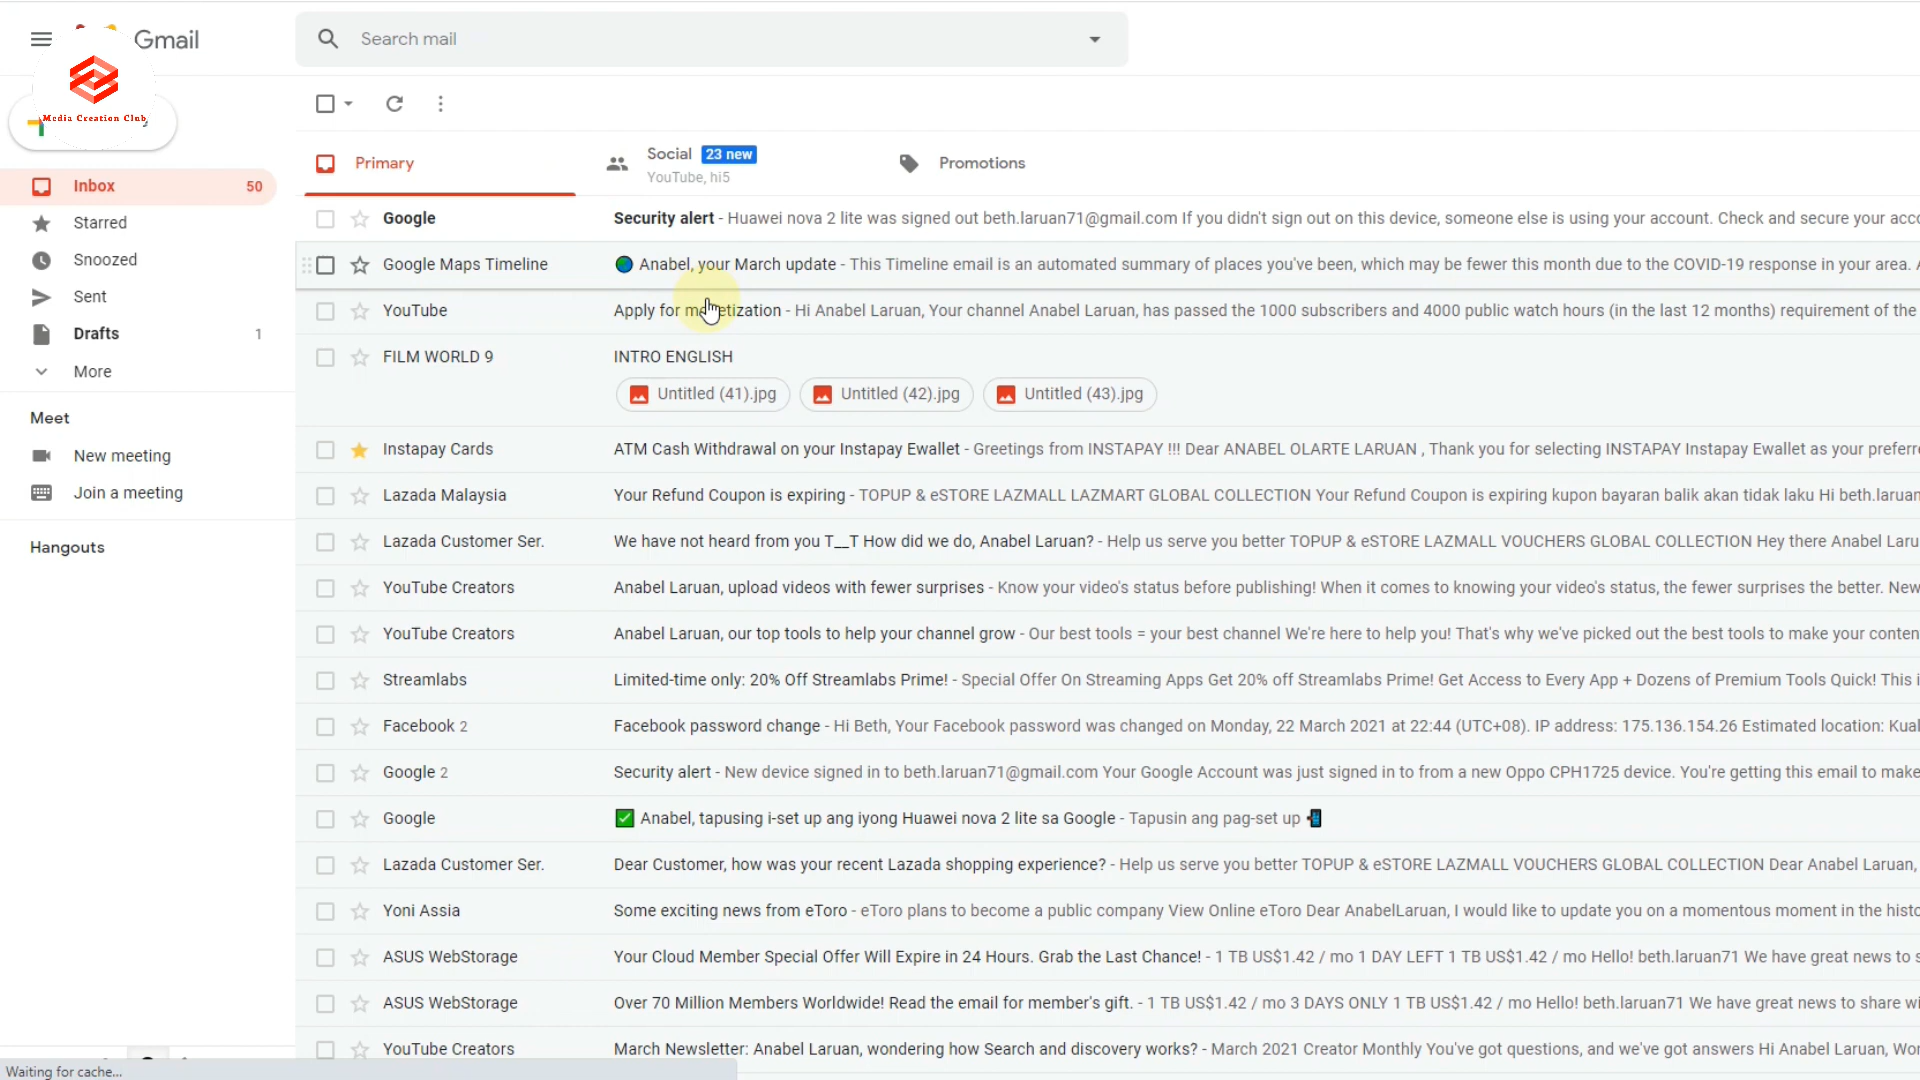 Gmail
Search mail
Media Creation Club
Primary
Social 23 new
YouTube, hi5
Promotions
Inbox 50
Starred
Snoozed
Sent
Drafts 1
More
Meet
New meeting
Join a meeting
Hangouts
Google Security alert - Huawei nova 2 lite was signed out beth.laruan71@gmail.com If you didn't sign out on this device, someone else is using your account. Check and secure your acco
Google Maps Timeline Anabel, your March update - This Timeline email is an automated summary of places you've been, which may be fewer this month due to the COVID-19 response in your area. A
YouTube Apply for monetization - Hi Anabel Laruan, Your channel Anabel Laruan, has passed the 1000 subscribers and 4000 public watch hours (in the last 12 months) requirement of the
FILM WORLD 9 INTRO ENGLISH
Untitled (41).jpg Untitled (42).jpg Untitled (43).jpg
Instapay Cards ATM Cash Withdrawal on your Instapay Ewallet - Greetings from INSTAPAY !!! Dear ANABEL OLARTE LARUAN , Thank you for selecting INSTAPAY Instapay Ewallet as your preferre
Lazada Malaysia Your Refund Coupon is expiring - TOPUP & eSTORE LAZMALL LAZMART GLOBAL COLLECTION Your Refund Coupon is expiring kupon bayaran balik akan tidak laku Hi beth.laruan
Lazada Customer Ser. We have not heard from you T__T How did we do, Anabel Laruan? - Help us serve you better TOPUP & eSTORE LAZMALL VOUCHERS GLOBAL COLLECTION Hey there Anabel Laru
YouTube Creators Anabel Laruan, upload videos with fewer surprises - Know your video's status before publishing! When it comes to knowing your video's status, the fewer surprises the better. New
YouTube Creators Anabel Laruan, our top tools to help your channel grow - Our best tools = your best channel We're here to help you! That's why we've picked out the best tools to make your conten
Streamlabs Limited-time only: 20% Off Streamlabs Prime! - Special Offer On Streaming Apps Get 20% off Streamlabs Prime! Get Access to Every App + Dozens of Premium Tools Quick! This i
Facebook 2 Facebook password change - Hi Beth, Your Facebook password was changed on Monday, 22 March 2021 at 22:44 (UTC+08). IP address: 175.136.154.26 Estimated location: Kual
Google 2 Security alert - New device signed in to beth.laruan71@gmail.com Your Google Account was just signed in to from a new Oppo CPH1725 device. You're getting this email to make
Google ✅ Anabel, tapusing i-set up ang iyong Huawei nova 2 lite sa Google - Tapusin ang pag-set up 📲
Lazada Customer Ser. Dear Customer, how was your recent Lazada shopping experience? - Help us serve you better TOPUP & eSTORE LAZMALL VOUCHERS GLOBAL COLLECTION Dear Anabel Laruan,
Yoni Assia Some exciting news from eToro - eToro plans to become a public company View Online eToro Dear AnabelLaruan, I would like to update you on a momentous moment in the histo
ASUS WebStorage Your Cloud Member Special Offer Will Expire in 24 Hours. Grab the Last Chance! - 1 TB US$1.42 / mo 1 DAY LEFT 1 TB US$1.42 / mo Hello! beth.laruan71 We have great news to s
ASUS WebStorage Over 70 Million Members Worldwide! Read the email for member's gift. - 1 TB US$1.42 / mo 3 DAYS ONLY 1 TB US$1.42 / mo Hello! beth.laruan71 We have great news to share wi
YouTube Creators March Newsletter: Anabel Laruan, wondering how Search and discovery works? - March 2021 Creator Monthly You've got questions, and we've got answers Hi Anabel Laruan, Wor
Waiting for cache...